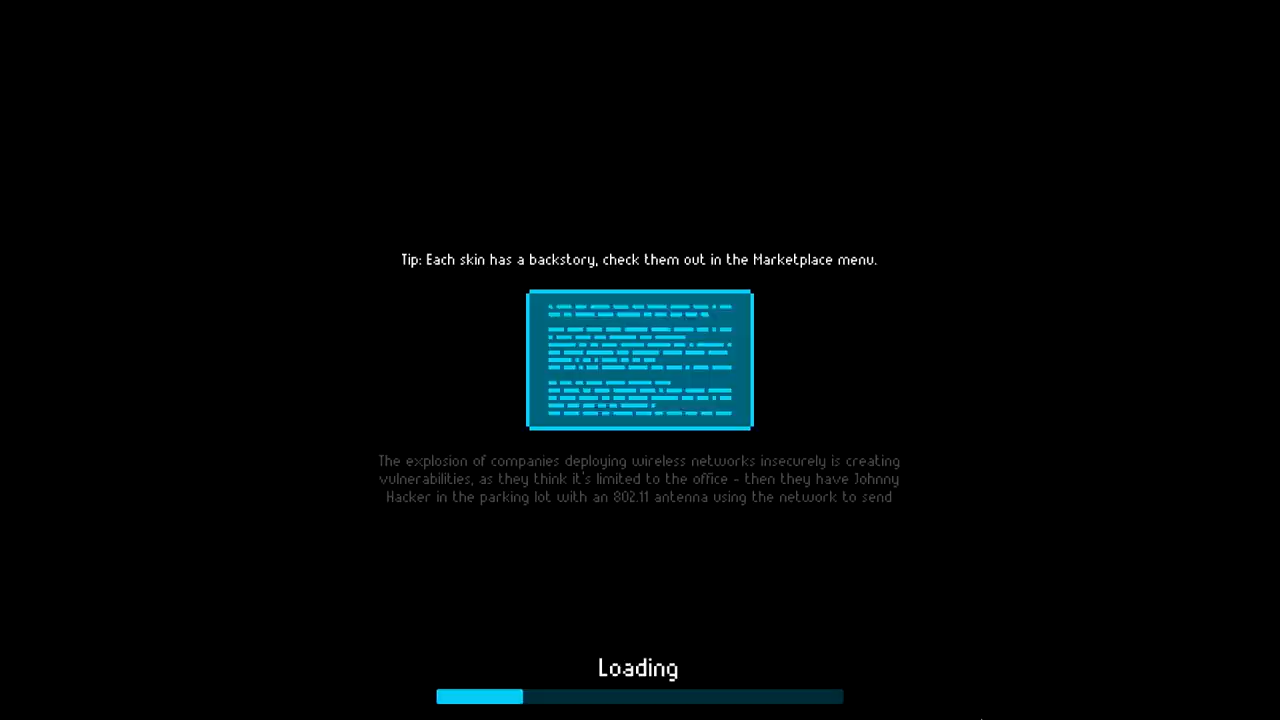 Tip: Each skin has a backstory, check them out in the Marketplace menu.
The explosion of companies deploying wireless networks insecurely is creating
vulnerabilities, as they think it's limited to the office - then they have Johnny
Hacker in the parking lot with an 802.11 antenna using the network to send
Loading